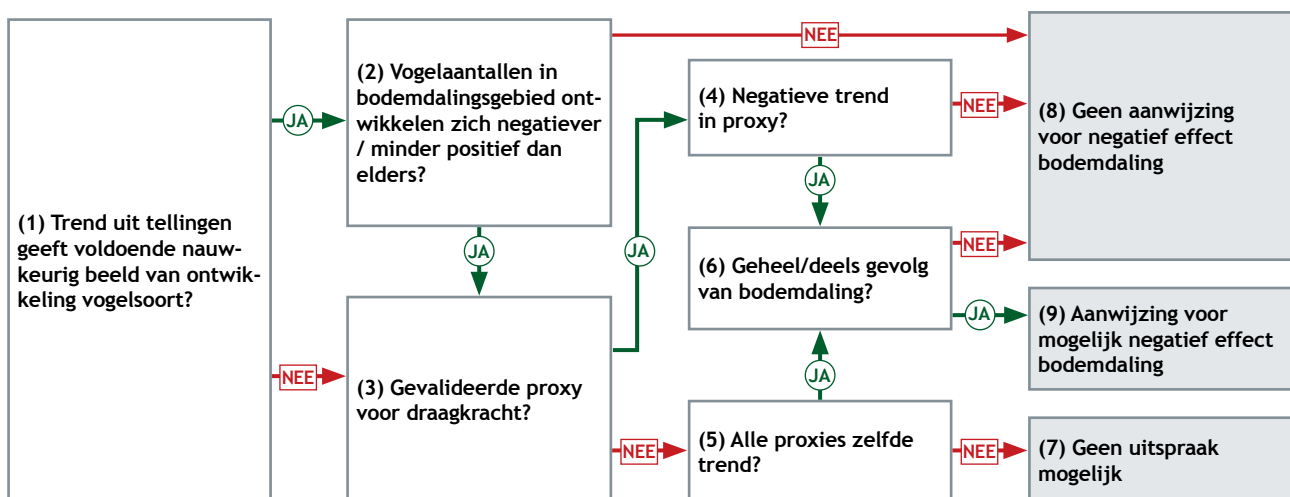 (1) Trend uit tellingen
geeft voldoende nauw-
keurig beeld van ontwik-
keling vogelsoort?
JA
NEE
(2) Vogelaantallen in
bodemdalingsgebied ont-
wikkelen zich negatiever
/ minder positief dan
elders?
NEE
JA
(3) Gevalideerde proxy
voor draagkracht?
JA
NEE
(4) Negatieve trend
in proxy?
NEE
JA
(6) Geheel/deels gevolg
van bodemdaling?
NEE
JA
JA
(5) Alle proxies zelfde
trend?
NEE
(8) Geen aanwijzing
voor negatief effect
bodemdaling
(9) Aanwijzing voor
mogelijk negatief effect
bodemdaling
(7) Geen uitspraak
mogelijk